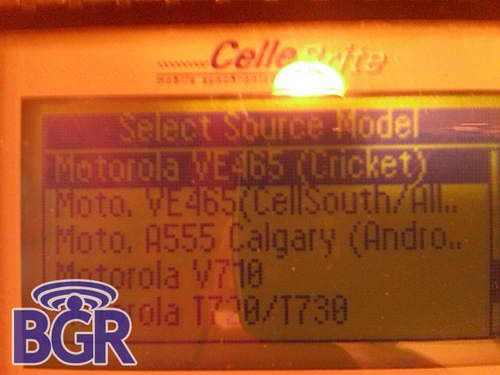 CelleBrite
mobile synchronization
Select Source Model
Motorola VE465 (Cricket)
Moto. VE465(CellSouth/All..
Moto. A555 Calgary (Andro..
Motorola V710
orola T720/T730
BGR